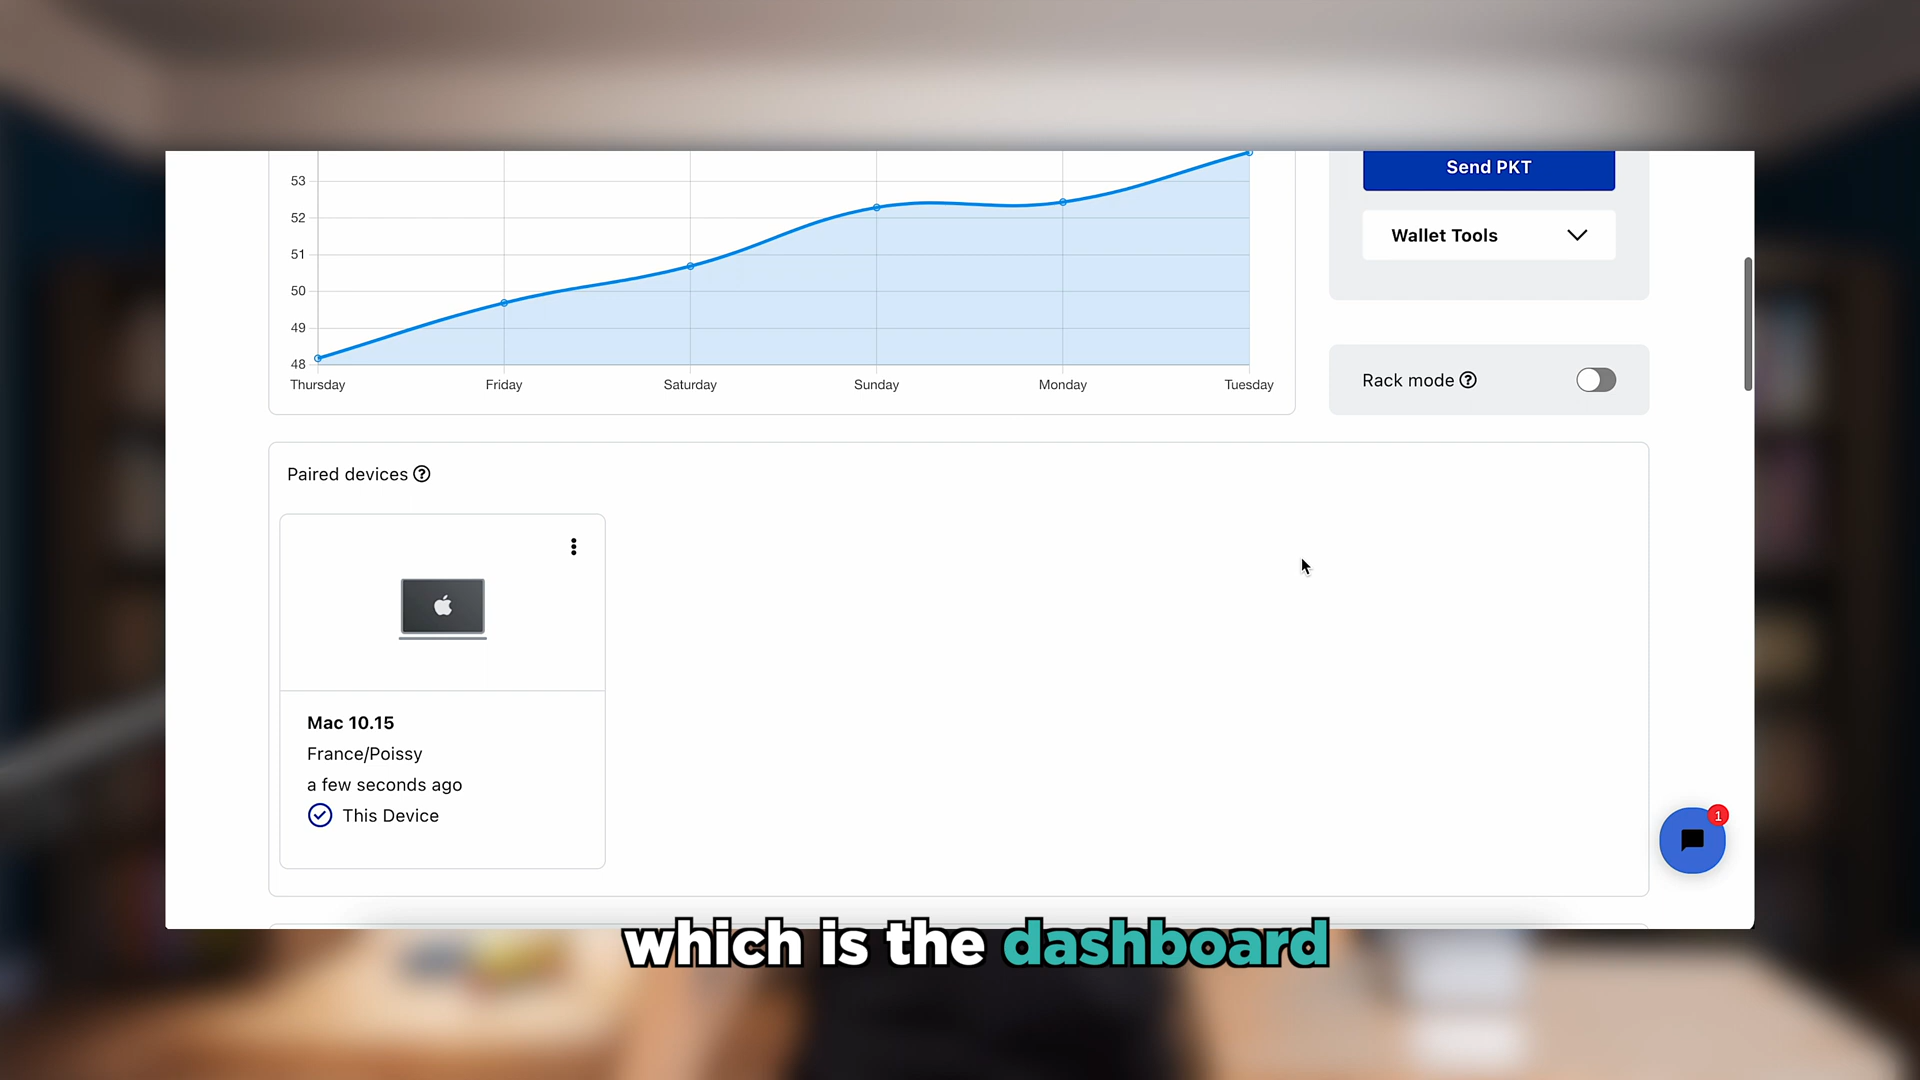 53
52
51
50
49
48
Thursday Friday Saturday Sunday Monday Tuesday
Send PKT
Wallet Tools
Rack mode
Paired devices
Mac 10.15
France/Poissy
a few seconds ago
This Device
1
which is the dashboard